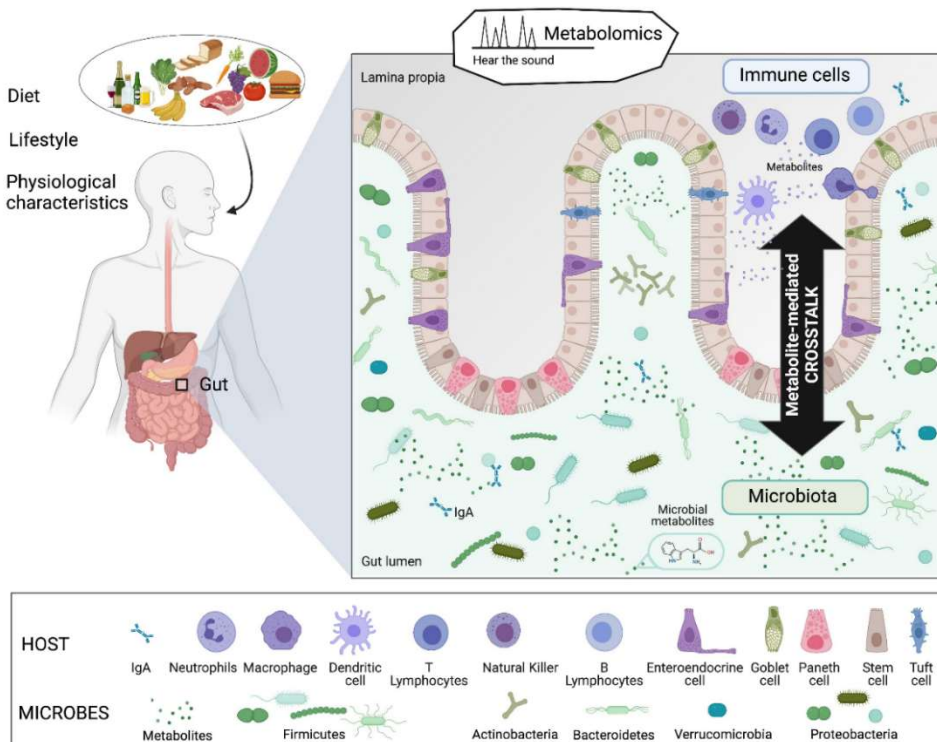 Metabolomics
Hear the sound
Diet
Lifestyle
Physiological
characteristics
Gut
Lamina propia
Immune cells
Metabolites
Metabolite-mediated
CROSSTALK
IgA
Microbiota
Microbial
metabolites
Gut lumen
HOST
IgA
Neutrophils
Macrophage
Dendritic
cell
T
Lymphocytes
Natural Killer
B
Lymphocytes
Enteroendocrine
cell
Goblet
cell
Paneth
cell
Stem
cell
Tuft
cell
MICROBES
Metabolites
Firmicutes
Actinobacteria
Bacteroidetes
Verrucomicrobia
Proteobacteria